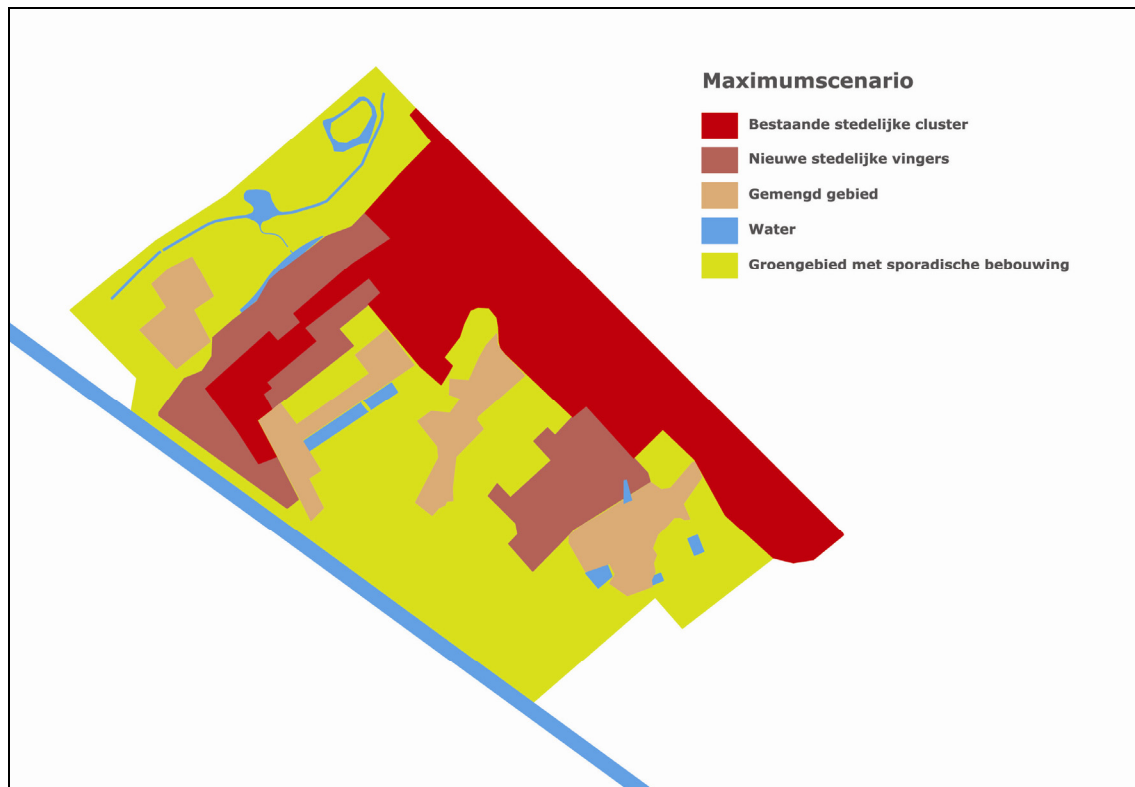 Maximumscenario
Bestaande stedelijke cluster
Nieuwe stedelijke vingers
Gemengd gebied
Water
Groengebied met sporadische bebouwing